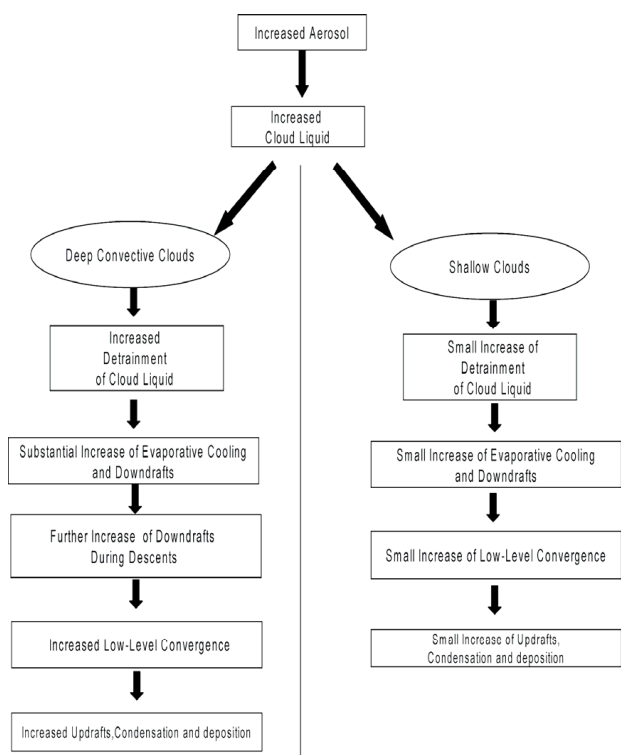 Increased Aerosol
Increased
Cloud Liquid
Deep Convective Clouds
Increased
Detrainment
of Cloud Liquid
Substantial Increase of Evaporative Cooling
and Downdrafts
Further Increase of Downdrafts
During Descents
Increased Low-Level Convergence
Increased Updrafts,Condensation and deposition
Shallow Clouds
Small Increase of
Detrainment
of Cloud Liquid
Small Increase of Evaporative Cooling
and Downdrafts
Small Increase of Low-Level Convergence
Small Increase of Updrafts,
Condensation and deposition